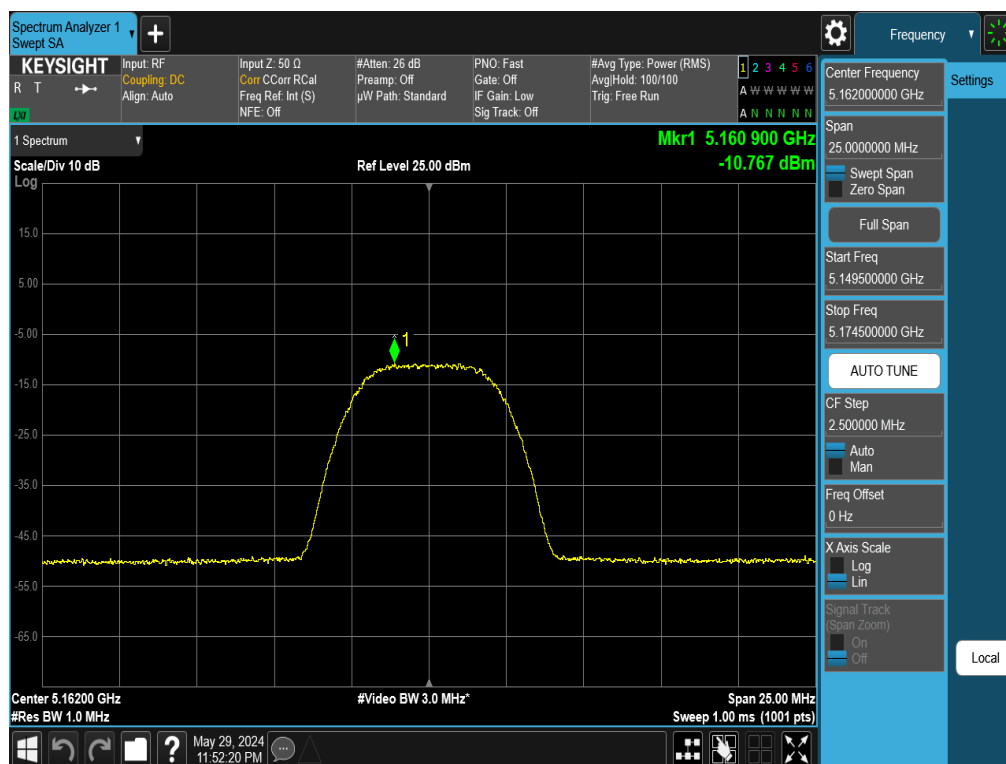 Spectrum Analyzer 1
Swept SA
+
Frequency
KEYSIGHT
R T
LXI
Input: RF
Coupling: DC
Align: Auto
Input Z: 50 Ω
Corr CCorr RCal
Freq Ref: Int (S)
NFE: Off
#Atten: 26 dB
Preamp: Off
µW Path: Standard
PNO: Fast
Gate: Off
IF Gain: Low
Sig Track: Off
#Avg Type: Power (RMS)
Avg|Hold: 100/100
Trig: Free Run
1 2 3 4 5 6
A W W W W W
A N N N N N
1 Spectrum
Scale/Div 10 dB
Ref Level 25.00 dBm
Mkr1 5.160 900 GHz
-10.767 dBm
Log
15.0
5.00
-5.00
-15.0
-25.0
-35.0
-45.0
-55.0
-65.0
1
Center 5.16200 GHz
#Video BW 3.0 MHz*
Span 25.00 MHz
#Res BW 1.0 MHz
Sweep 1.00 ms (1001 pts)
Center Frequency
5.162000000 GHz
Settings
Span
25.0000000 MHz
Swept Span
Zero Span
Full Span
Start Freq
5.149500000 GHz
Stop Freq
5.174500000 GHz
AUTO TUNE
CF Step
2.500000 MHz
Auto
Man
Freq Offset
0 Hz
X Axis Scale
Log
Lin
Signal Track
(Span Zoom)
On
Off
Local
?
May 29, 2024
11:52:20 PM